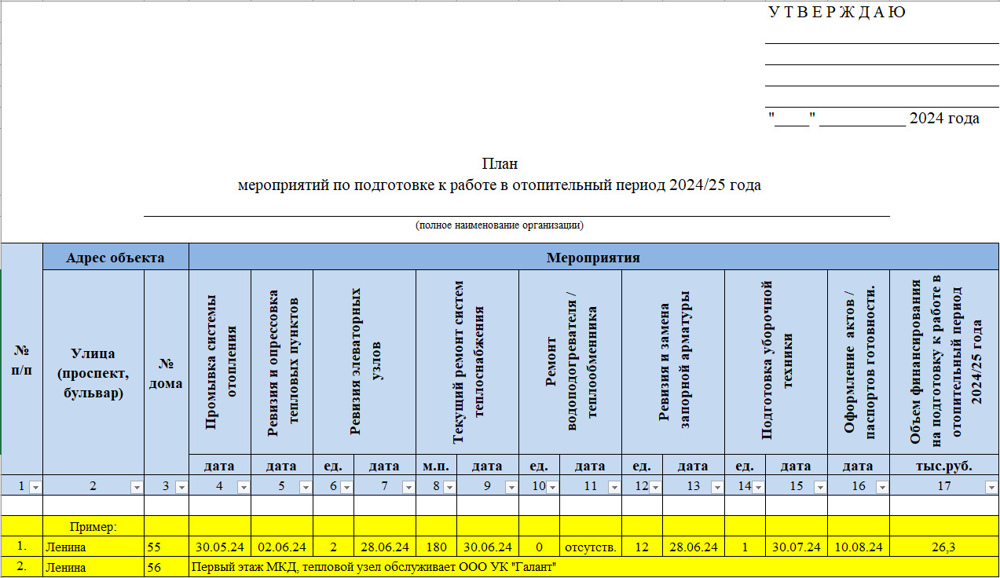 У Т В Е Р Ж Д А Ю
"____" ___________ 2024 года
План
мероприятий по подготовке к работе в отопительный период 2024/25 года
(полное наименование организации)
№ п/п
Адрес объекта
Мероприятия
Улица
(проспект,
бульвар)
№
дома
Промывка системы
отопления
Ревизия и опрессовка
тепловых пунктов
Ревизия элеваторных
узлов
Текущий ремонт систем
теплоснабжения
Ремонт
водоподогревателя /
теплообменника
Ревизия и замена
запорной арматуры
Подготовка уборочной
техники
Оформление актов /
паспортов готовности.
Объем финансирования
на подготовку к работе в
отопительный период
2024/25 года
дата дата ед. дата м.п. дата ед. дата ед. дата ед. дата дата тыс.руб.
1 2 3 4 5 6 7 8 9 10 11 12 13 14 15 16 17
Пример:
1. Ленина 55 30.05.24 02.06.24 2 28.06.24 180 30.06.24 0 отсутств. 12 28.06.24 1 30.07.24 10.08.24 26,3
2. Ленина 56 Первый этаж МКД, тепловой узел обслуживает ООО УК "Галант"